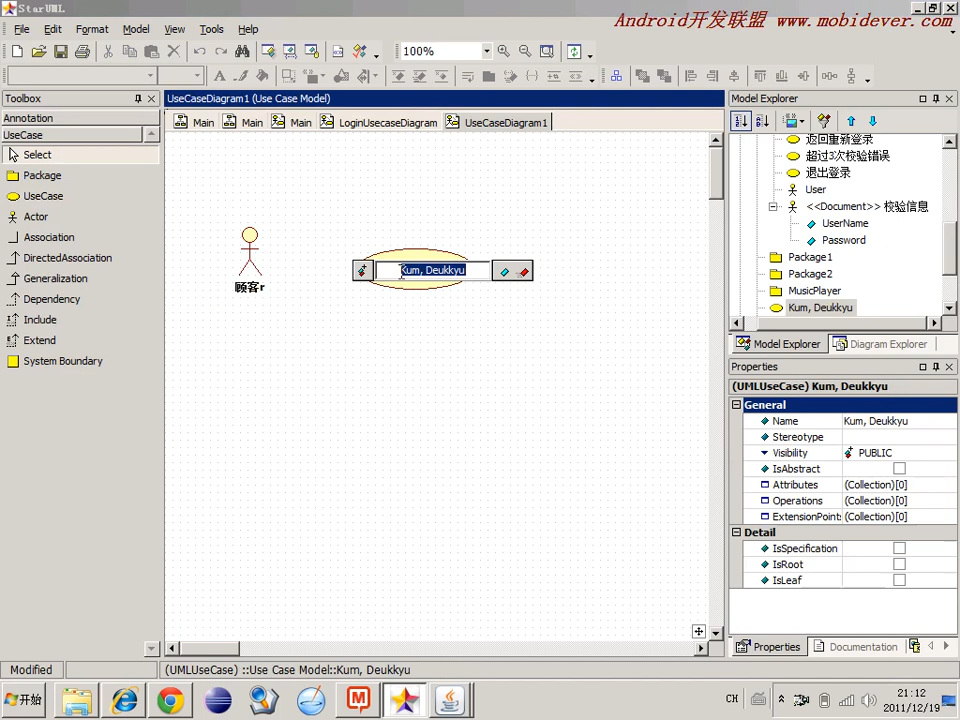 StarUML
Android开发联盟 www.mobidever.com
File Edit Format Model View Tools Help
100%
Toolbox
Annotation
UseCase
Select
Package
UseCase
Actor
Association
DirectedAssociation
Generalization
Dependency
Include
Extend
System Boundary
UseCaseDiagram1 (Use Case Model)
Main Main Main LoginUsecaseDiagram UseCaseDiagram1
顾客r
Kum, Deukkyu
Model Explorer
返回重新登录
超过3次校验错误
退出登录
User
<<Document>> 校验信息
UserName
Password
Package1
Package2
MusicPlayer
Kum, Deukkyu
Model Explorer Diagram Explorer
Properties
(UMLUseCase) Kum, Deukkyu
General
Name Kum, Deukkyu
Stereotype
Visibility PUBLIC
IsAbstract
Attributes (Collection)[0]
Operations (Collection)[0]
ExtensionPoints (Collection)[0]
Detail
IsSpecification
IsRoot
IsLeaf
Properties Documentation
Modified
(UMLUseCase) ::Use Case Model::Kum, Deukkyu
开始
CH
21:12
2011/12/19